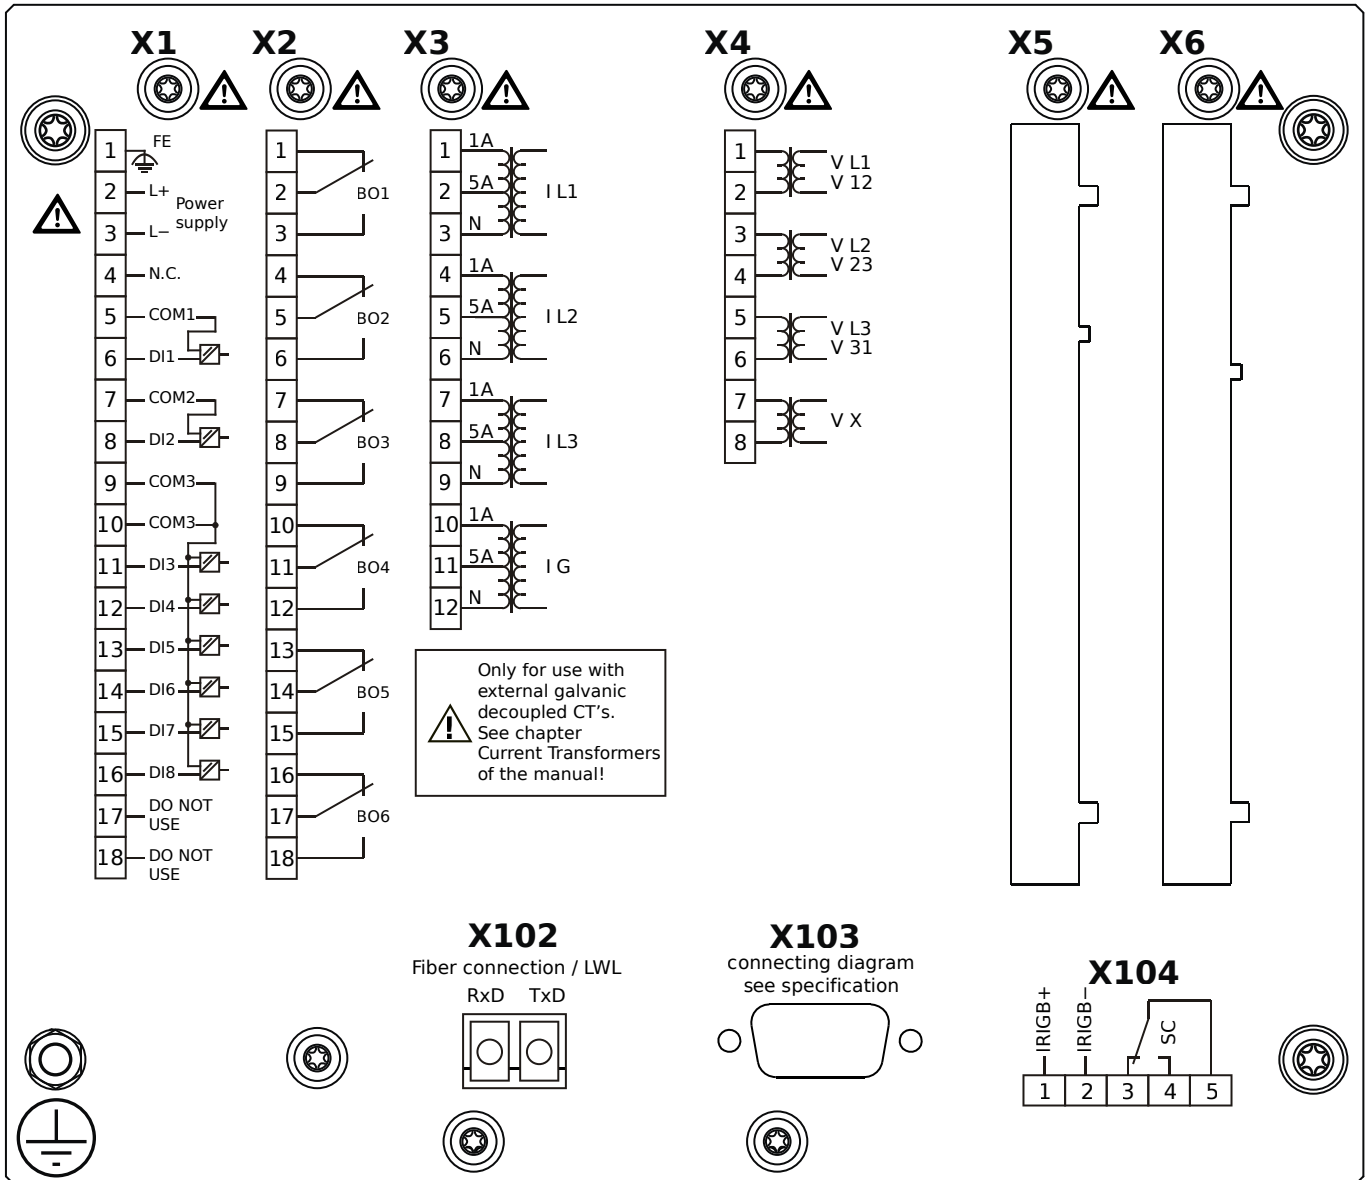 X1
X2
X3
X4
X5
X6
1 FE
2 L+
Power
supply
3 L−
4 N.C.
5 COM1
6 DI1
7 COM2
8 DI2
9 COM3
10 COM3
11 DI3
12 DI4
13 DI5
14 DI6
15 DI7
16 DI8
17 DO NOT
USE
18 DO NOT
USE
1
2 BO1
3
4
5 BO2
6
7
8 BO3
9
10
11 BO4
12
13
14 BO5
15
16
17 BO6
18
1 1A
2 5A I L1
3 N
4 1A
5 5A I L2
6 N
7 1A
8 5A I L3
9 N
10 1A
11 5A I G
12 N
Only for use with
external galvanic
decoupled CT's.
See chapter
Current Transformers
of the manual!
1 V L1
2 V 12
3 V L2
4 V 23
5 V L3
6 V 31
7 V X
8
X102
Fiber connection / LWL
RxD TxD
X103
connecting diagram
see specification
X104
IRIGB+
IRIGB−
SC
1 2 3 4 5